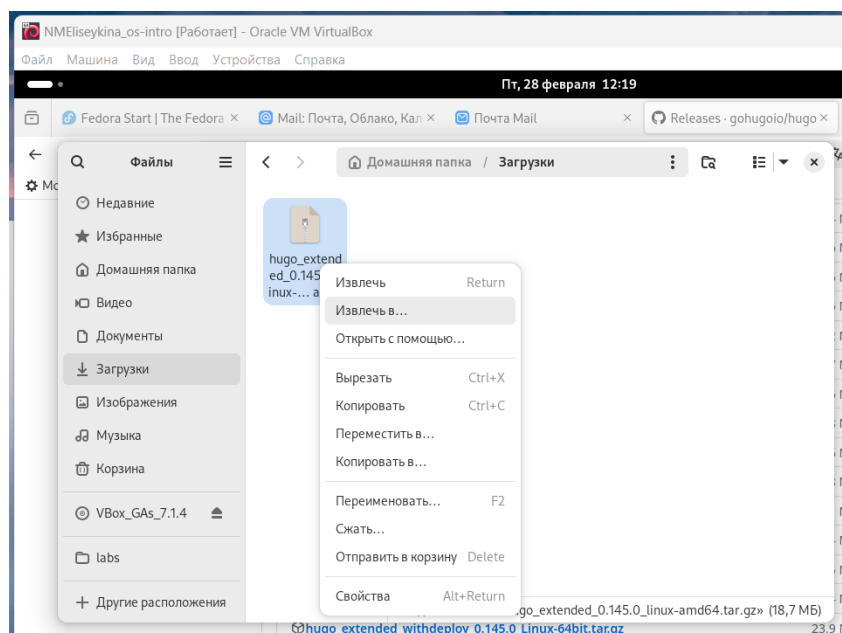 NMEliseykina_os-intro [Работает] - Oracle VM VirtualBox
Файл Машина Вид Ввод Устройства Справка
Пт, 28 февраля 12:19
Fedora Start | The Fedora × Mail: Почта, Облако, Кал × Почта Mail × Releases · gohugoio/hugo ×
Файлы Домашняя папка / Загрузки
Недавние
Избранные
Домашняя папка
Видео
Документы
Загрузки
Изображения
Музыка
Корзина
VBox_GAs_7.1.4
labs
+ Другие расположения
hugo_extend
ed_0.145
inux-… a
Извлечь Return
Извлечь в…
Открыть с помощью…
Вырезать Ctrl+X
Копировать Ctrl+C
Переместить в…
Копировать в…
Переименовать… F2
Сжать…
Отправить в корзину Delete
Свойства Alt+Return
go_extended_0.145.0_linux-amd64.tar.gz» (18,7 МБ)
hugo_extended_withdeploy_0.145.0_Linux-64bit.tar.gz 23.9